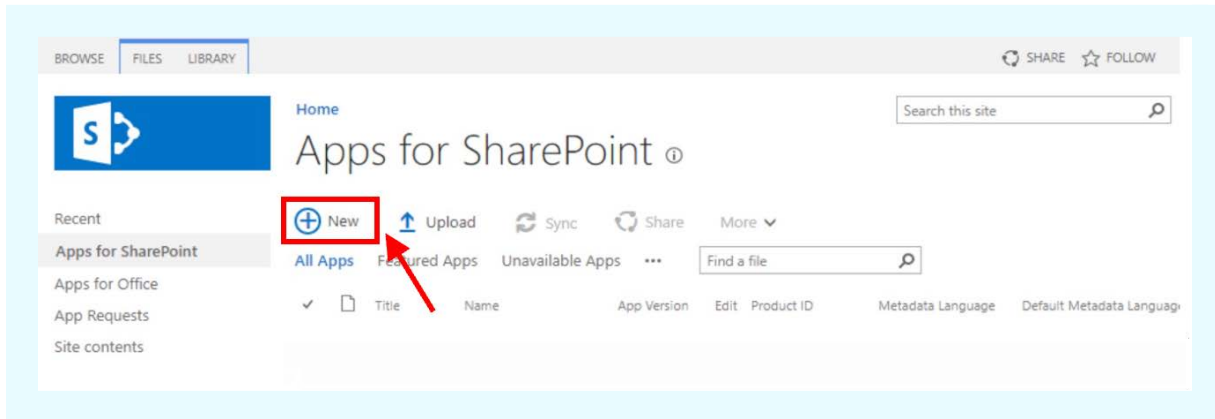 BROWSE FILES LIBRARY SHARE FOLLOW
S
Home
Search this site
Apps for SharePoint
Recent
Apps for SharePoint
Apps for Office
App Requests
Site contents
New Upload Sync Share More
All Apps Featured Apps Unavailable Apps ••• Find a file
Title Name App Version Edit Product ID Metadata Language Default Metadata Languag